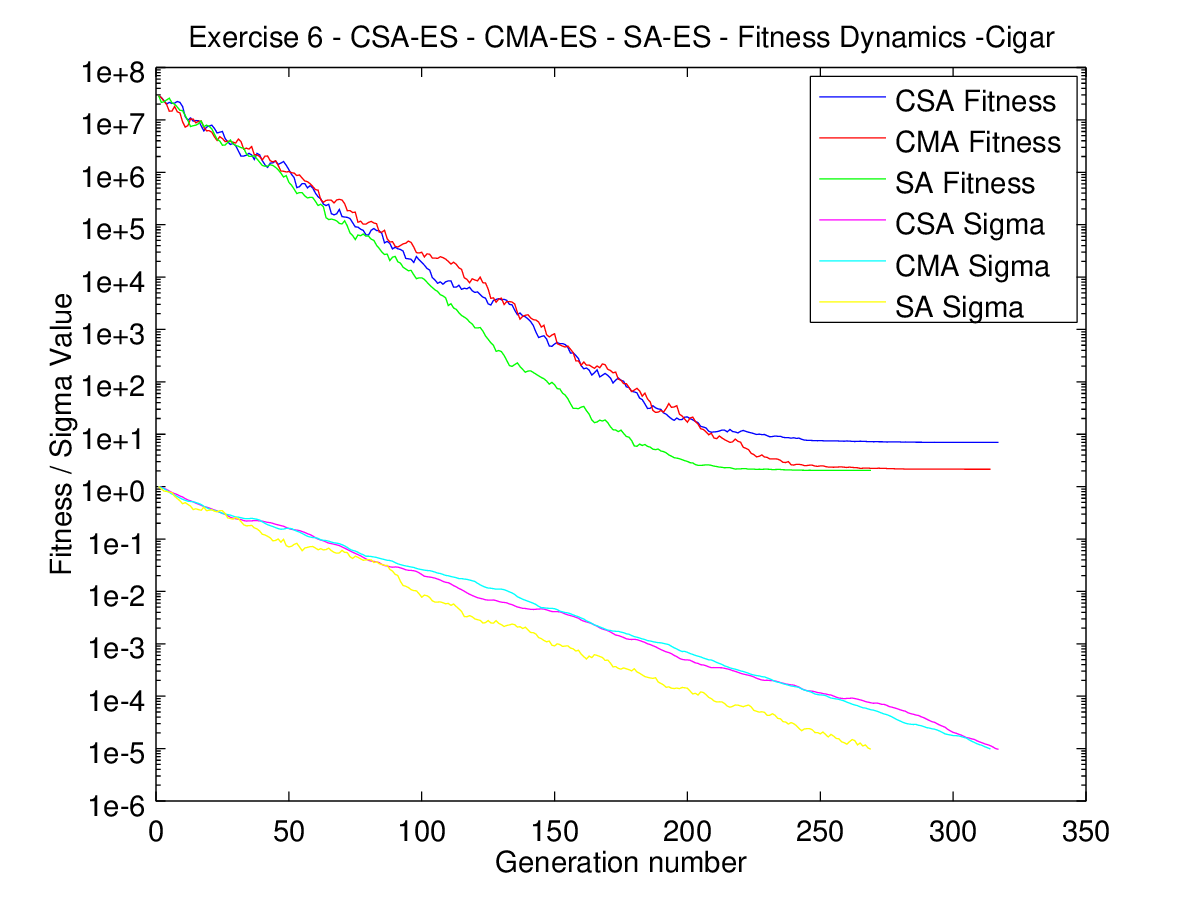 Exercise 6 - CSA-ES - CMA-ES - SA-ES - Fitness Dynamics -Cigar
Fitness / Sigma Value
1e+8
1e+7
1e+6
1e+5
1e+4
1e+3
1e+2
1e+1
1e+0
1e-1
1e-2
1e-3
1e-4
1e-5
1e-6
CSA Fitness
CMA Fitness
SA Fitness
CSA Sigma
CMA Sigma
SA Sigma
0 50 100 150 200 250 300 350
Generation number